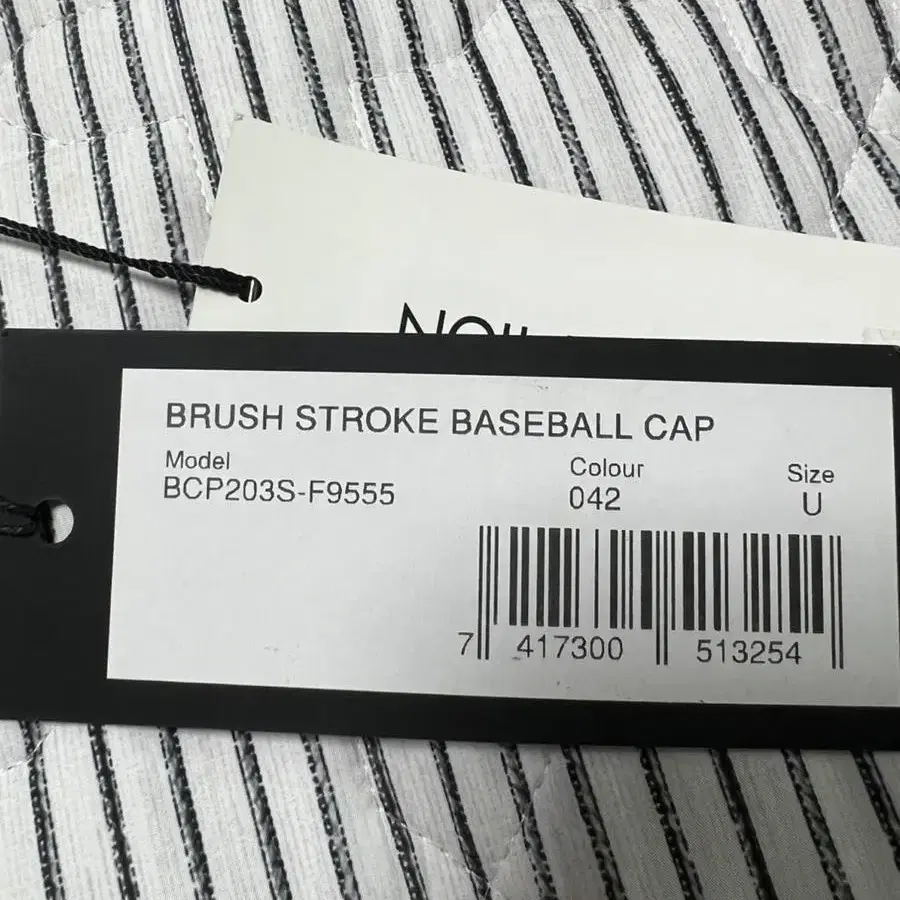 BRUSH STROKE BASEBALL CAP
Model
BCP203S-F9555
Colour
042
Size
U
7 417300 513254